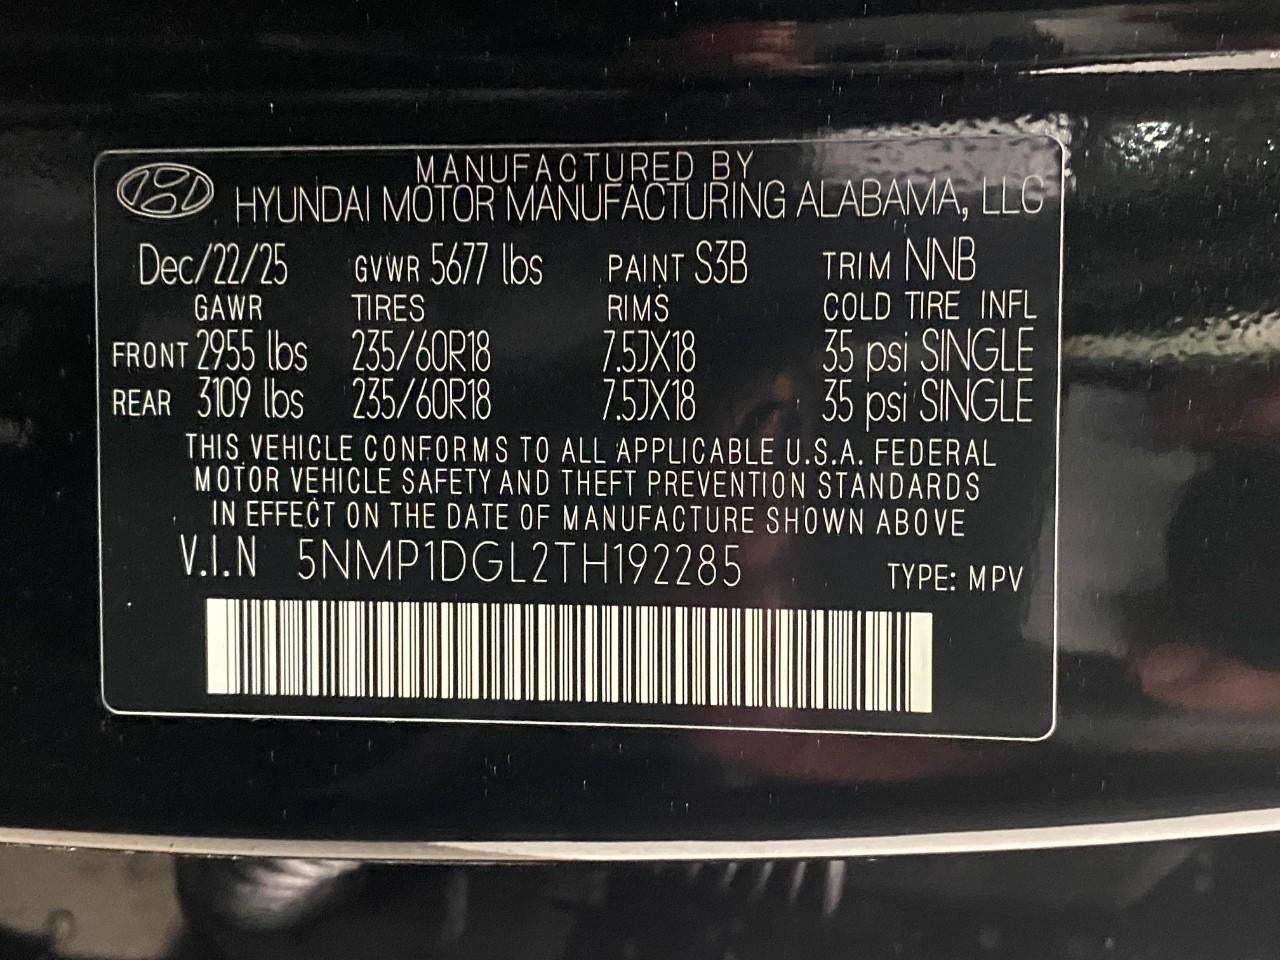 MANUFACTURED BY
HYUNDAI MOTOR MANUFACTURING ALABAMA, LLC
Dec/22/25 GVWR 5677 lbs PAINT S3B TRIM NNB
GAWR TIRES RIMS COLD TIRE INFL
FRONT 2955 lbs 235/60R18 7.5JX18 35 psi SINGLE
REAR 3109 lbs 235/60R18 7.5JX18 35 psi SINGLE
THIS VEHICLE CONFORMS TO ALL APPLICABLE U.S.A. FEDERAL
MOTOR VEHICLE SAFETY AND THEFT PREVENTION STANDARDS
IN EFFECT ON THE DATE OF MANUFACTURE SHOWN ABOVE
V.I.N 5NMP1DGL2TH192285 TYPE: MPV